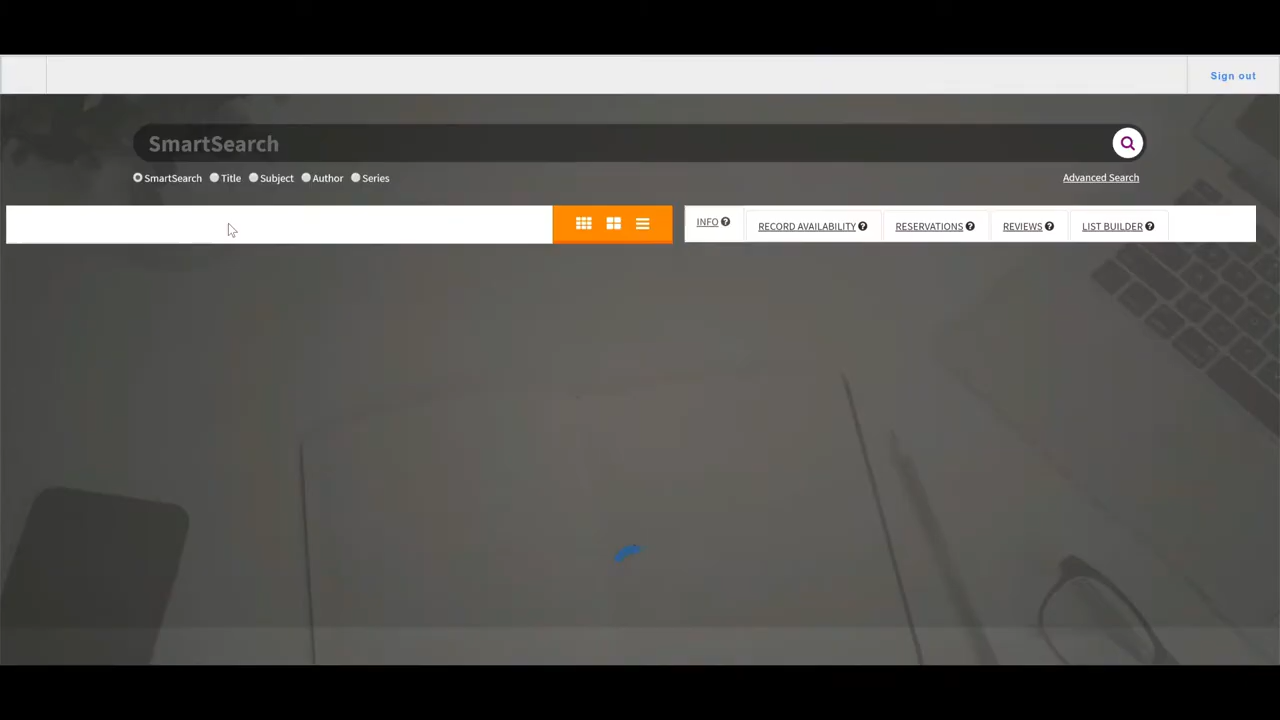 Sign out
SmartSearch
SmartSearch Title Subject Author Series
Advanced Search
INFO RECORD AVAILABILITY RESERVATIONS REVIEWS LIST BUILDER